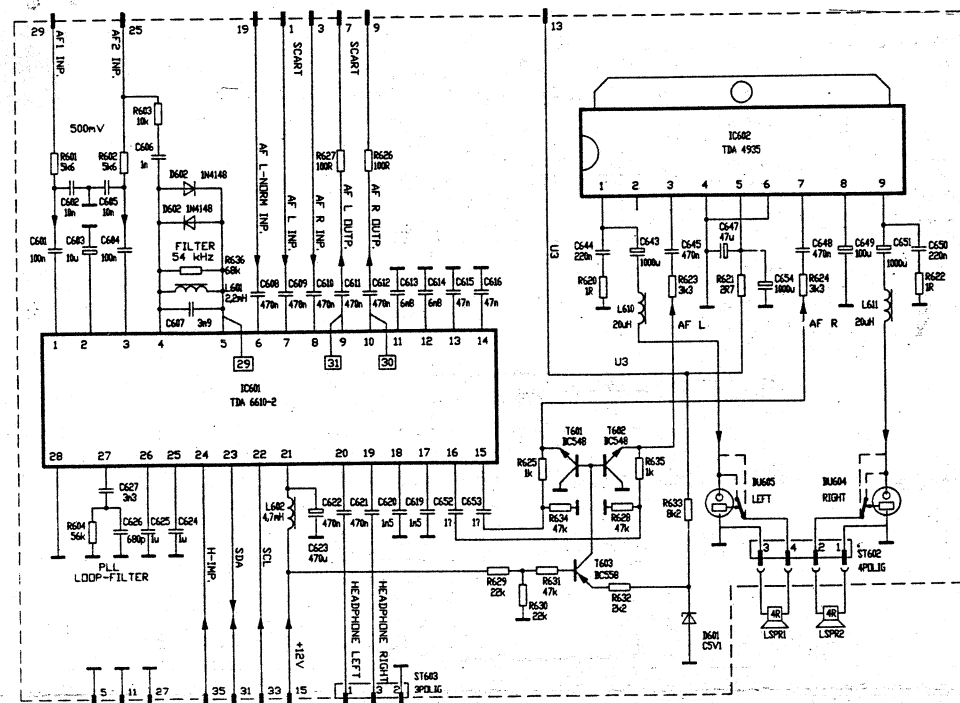 29
25
19
1
3
7
9
13
AF1 INP.
AF2 INP.
SCART
SCART
R603
10k
500mV
R601
5k6
R602
5k6
C606
1n
C602
10n
C605
10n
D602 1N4148
D602 1N4148
C601
100n
C603
10u
C604
100n
FILTER
54 kHz
R636
68k
L601
2,2mH
C607
3n9
AF L-NORM INP.
AF L INP.
AF R INP.
AF L OUTP.
AF R OUTP.
R627
100R
R626
100R
C608
470n
C609
470n
C610
470n
C611
470n
C612
470n
C613
6n8
C614
6n8
C615
47n
C616
47n
1
2
3
4
5
6
7
8
9
10
11
12
13
14
29
31
30
IC601
TDA 6610-2
28
27
26
25
24
23
22
21
20
19
18
17
16
15
C627
3n3
R604
56k
C626
680p
C625
1u
C624
1u
PLL
LOOP-FILTER
H-IMP.
SDA
SCL
+12V
L602
4,7mH
C622
470n
C623
470u
C621
470n
C620
1n5
C619
1n5
C652
1?
C653
1?
HEADPHONE LEFT
HEADPHONE RIGHT
5
11
27
35
31
33
15
1
3
2
ST603
3POLIG
IC602
TDA 4935
1
2
3
4
5
6
7
8
9
U3
C644
220n
C643
1000u
C645
470n
C647
47u
C648
470n
C649
100u
C651
1000u
C650
220n
R620
1R
R623
3k3
R621
2R7
C654
1000u
R624
3k3
R622
1R
L610
20uH
AF L
AF R
L611
20uH
U3
T601
BC548
T602
BC548
R625
1k
R635
1k
R634
47k
R628
47k
R633
8k2
T603
BC558
R629
22k
R631
47k
R630
22k
R632
2k2
D601
C5V1
BU605
LEFT
BU604
RIGHT
3
4
2
1
ST602
4POLIG
4R
LSPR1
4R
LSPR2